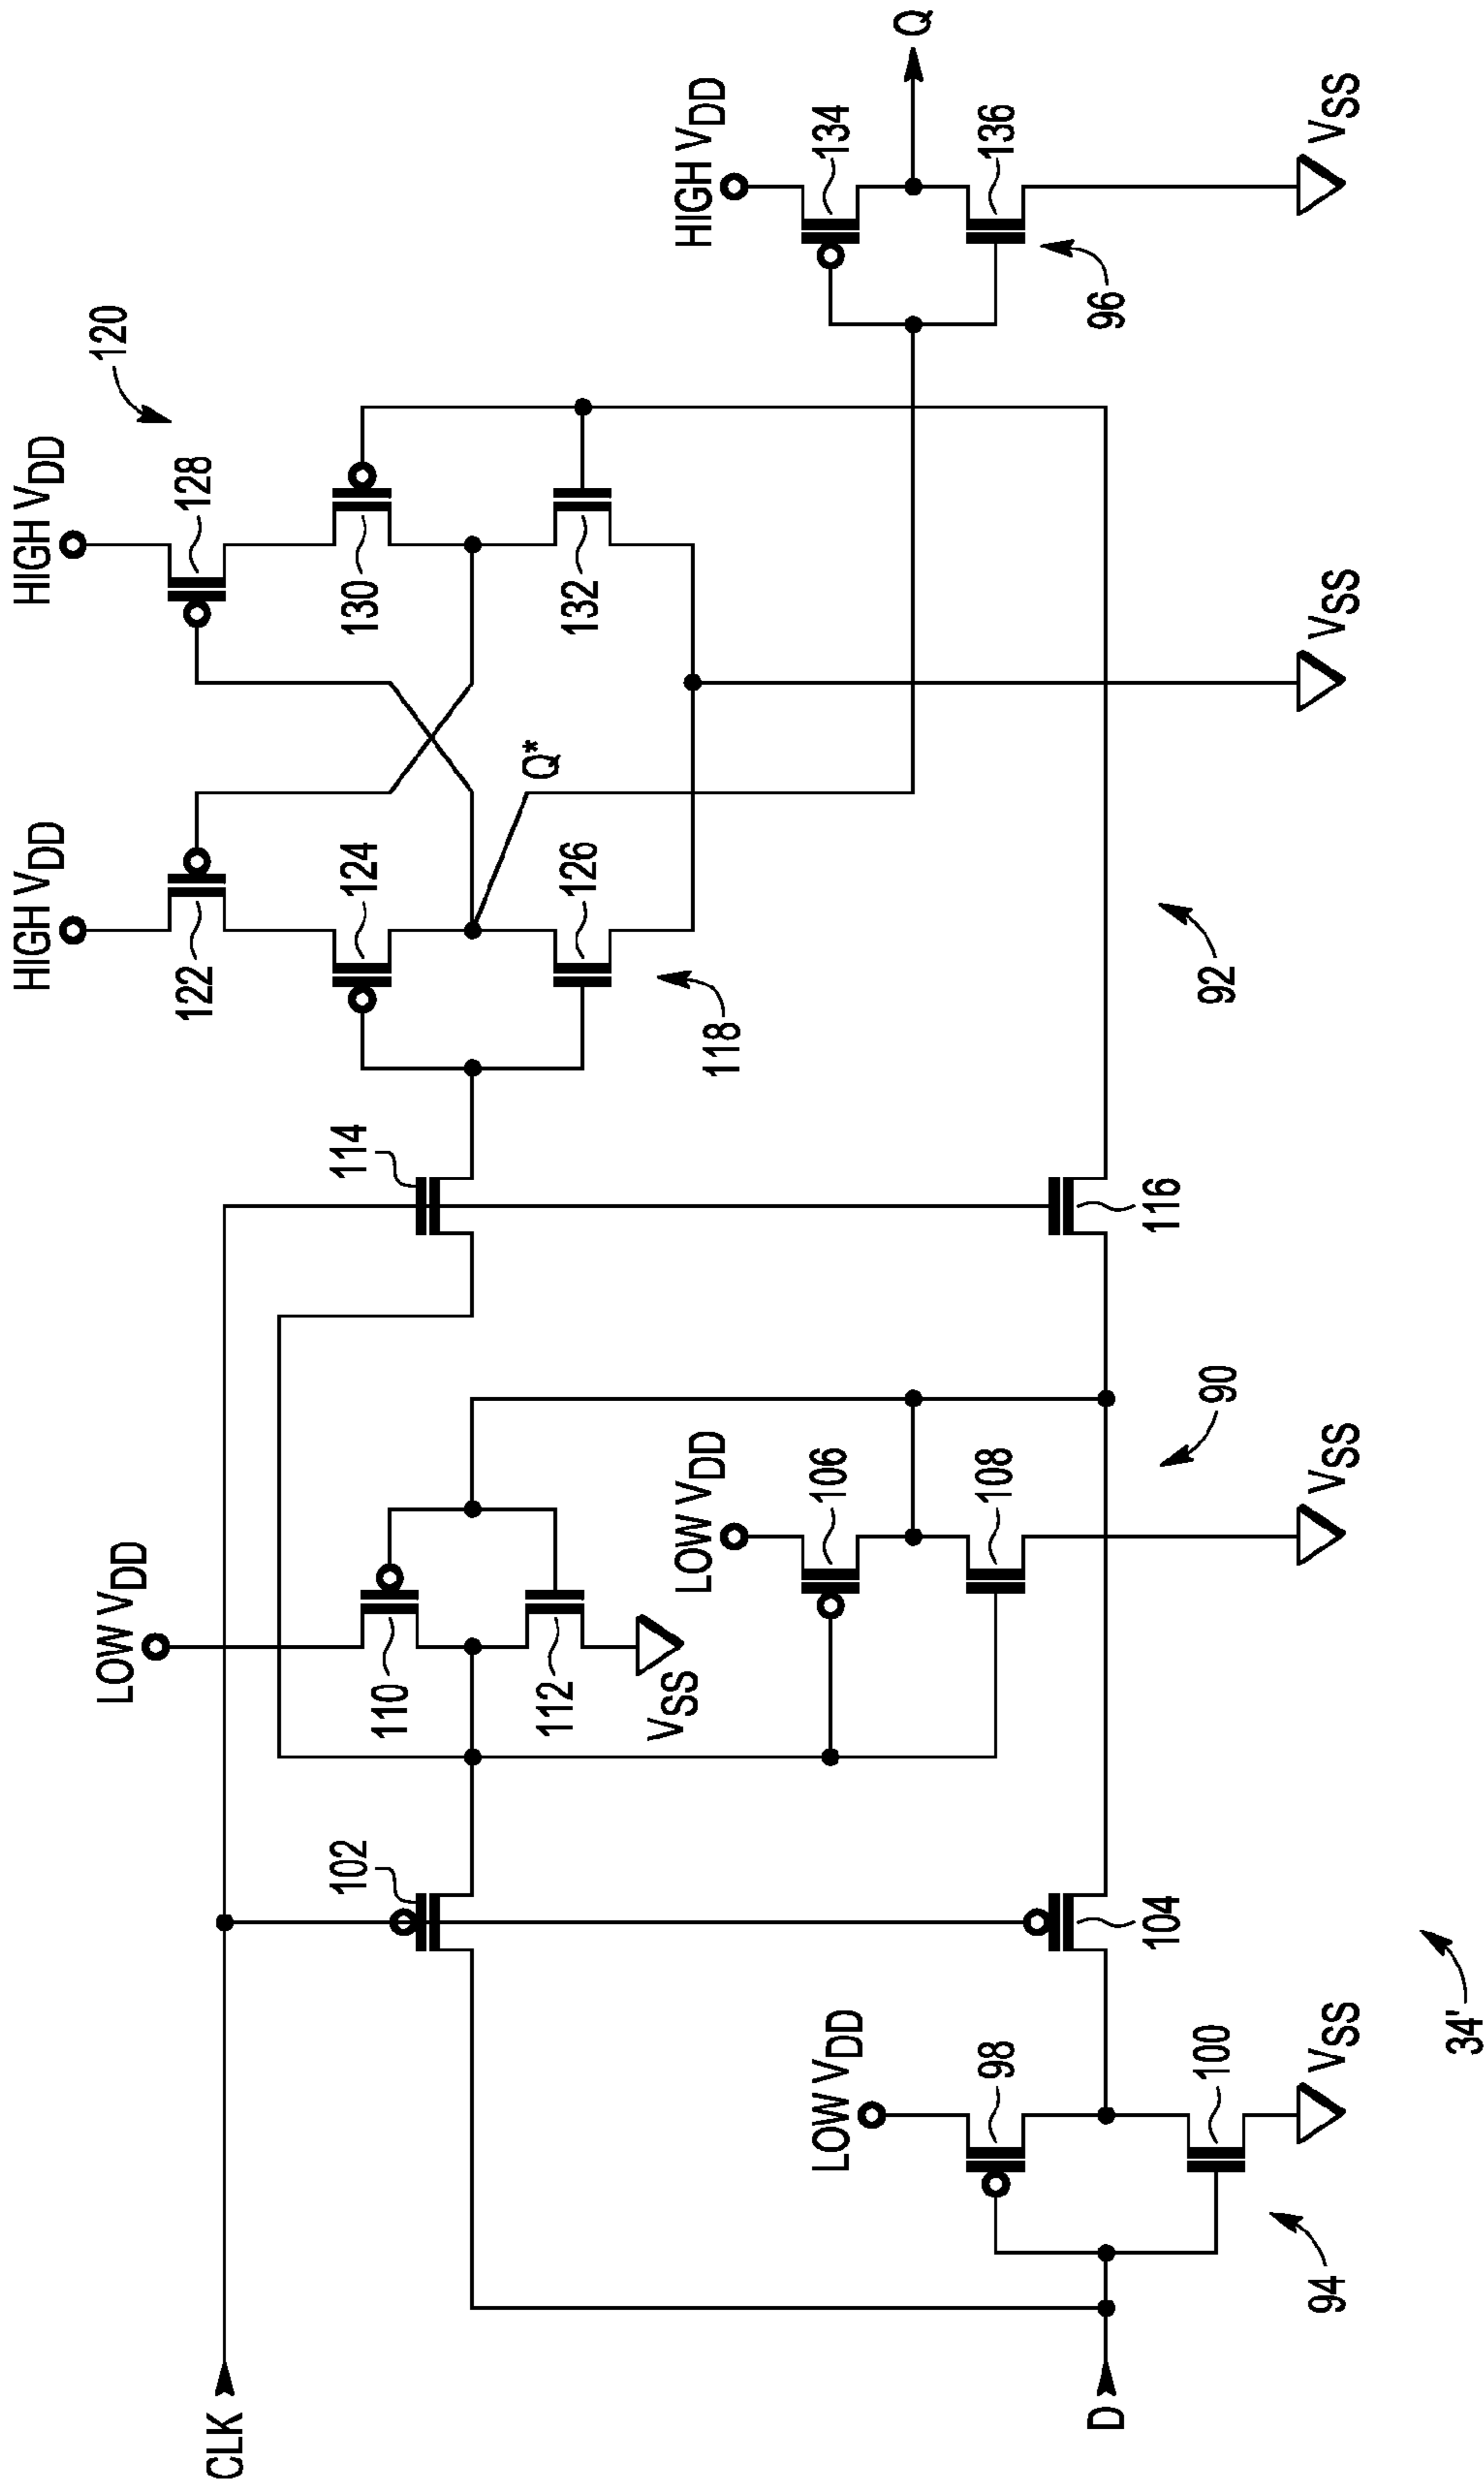 HIGH VDD
HIGH VDD
120
122
128
124
130
Q*
126
132
118
HIGH VDD
134
Q
136
96
VSS
VSS
92
CLK
LOW VDD
102
110
112
VSS
114
LOW VDD
106
108
90
VSS
116
104
LOW VDD
98
100
VSS
94
D
34'